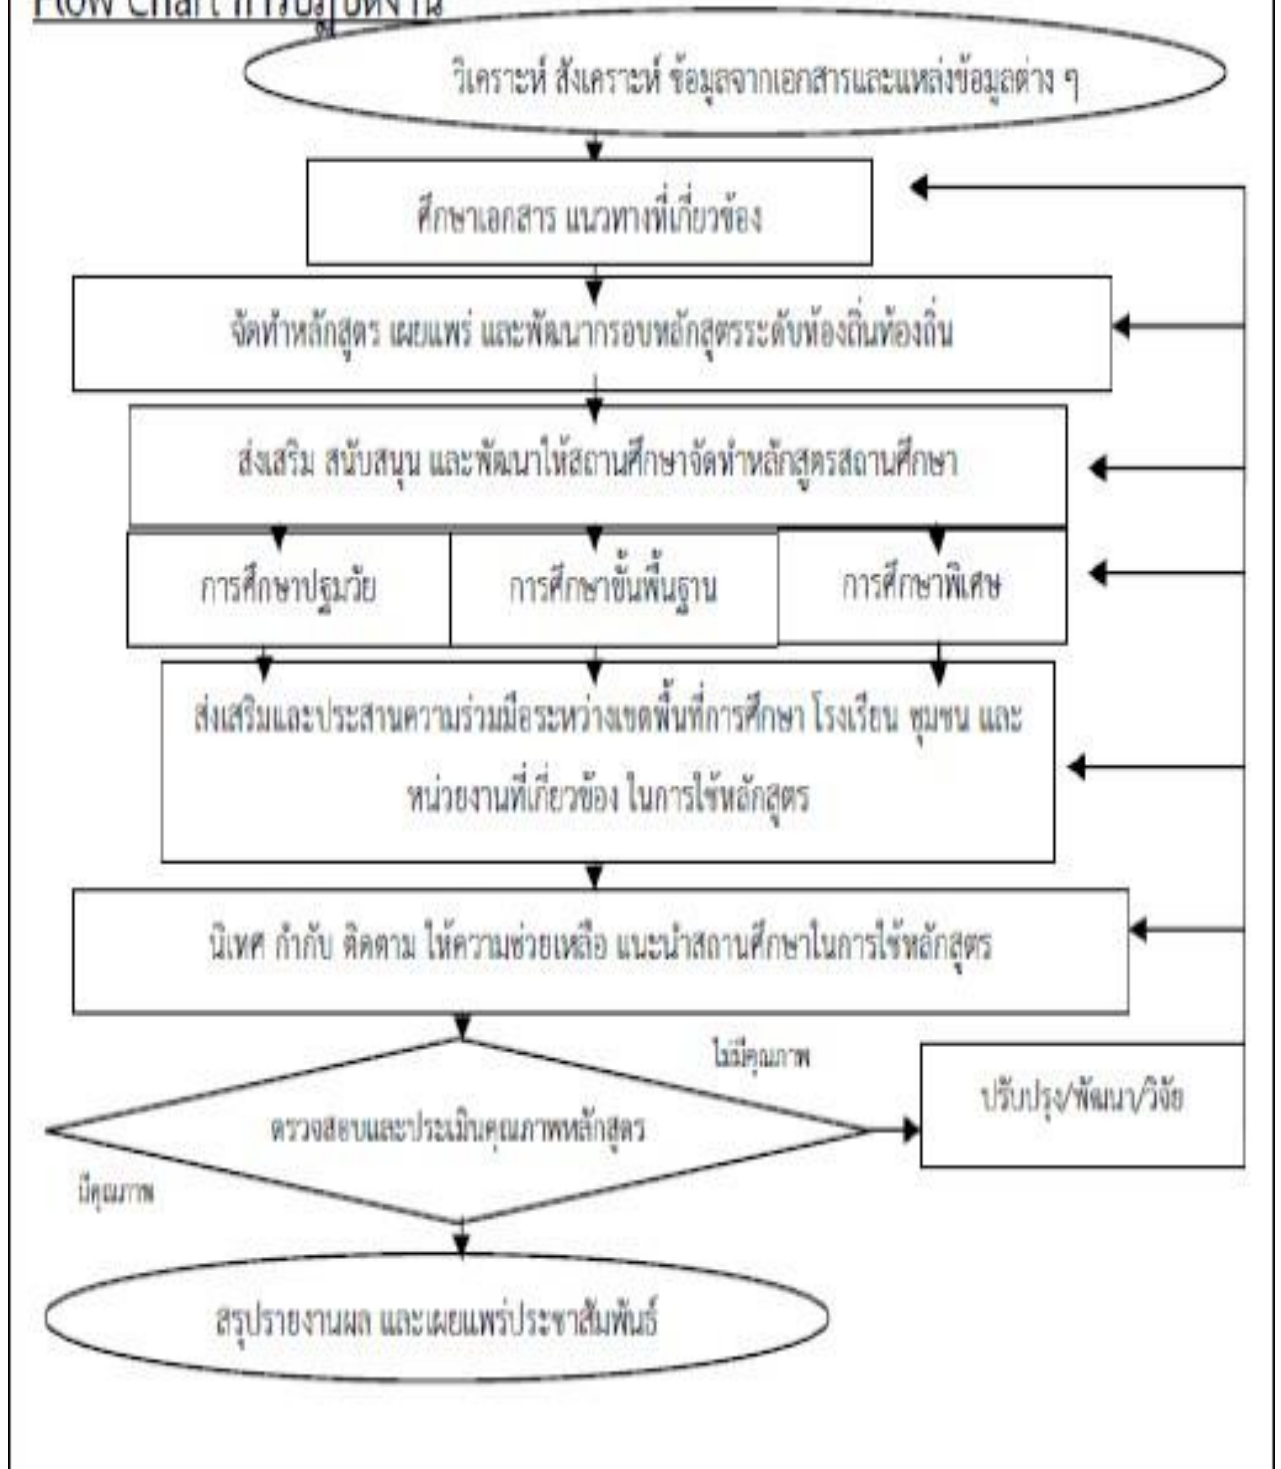 Flow Chart การปฏิบัติงาน
วิเคราะห์ สังเคราะห์ ข้อมูลจากเอกสารและแหล่งข้อมูลต่าง ๆ
ศึกษาเอกสาร แนวทางที่เกี่ยวข้อง
จัดทำหลักสูตร เผยแพร่ และพัฒนากรอบหลักสูตรระดับท้องถิ่นท้องถิ่น
ส่งเสริม สนับสนุน และพัฒนาให้สถานศึกษาจัดทำหลักสูตรสถานศึกษา
การศึกษาปฐมวัย การศึกษาขั้นพื้นฐาน การศึกษาพิเศษ
ส่งเสริมและประสานความร่วมมือระหว่างเขตพื้นที่การศึกษา โรงเรียน ชุมชน และ
หน่วยงานที่เกี่ยวข้อง ในการใช้หลักสูตร
นิเทศ กำกับ ติดตาม ให้ความช่วยเหลือ แนะนำสถานศึกษาในการใช้หลักสูตร
ไม่มีคุณภาพ
ปรับปรุง/พัฒนา/วิจัย
ตรวจสอบและประเมินคุณภาพหลักสูตร
มีคุณภาพ
สรุปรายงานผล และเผยแพร่ประชาสัมพันธ์